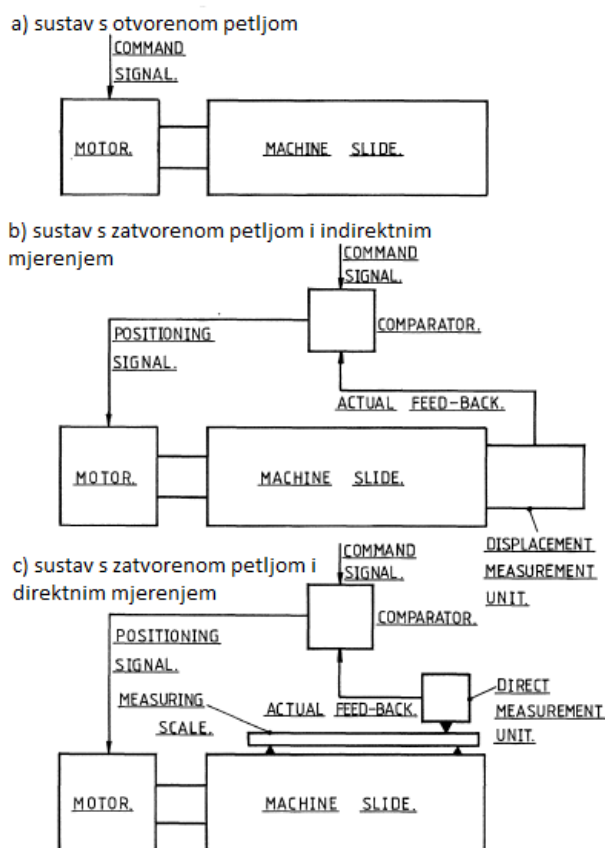 a) sustav s otvorenom petljom
COMMAND
SIGNAL.
MOTOR.
MACHINE SLIDE.
b) sustav s zatvorenom petljom i indirektnim
mjerenjem
COMMAND
SIGNAL.
COMPARATOR.
POSITIONING
SIGNAL.
ACTUAL FEED-BACK.
MOTOR.
MACHINE SLIDE.
DISPLACEMENT
MEASUREMENT
UNIT.
c) sustav s zatvorenom petljom i
direktnim mjerenjem
COMMAND
SIGNAL.
COMPARATOR.
POSITIONING
SIGNAL.
MEASURING
SCALE.
ACTUAL FEED-BACK.
DIRECT
MEASUREMENT
UNIT.
MOTOR.
MACHINE SLIDE.